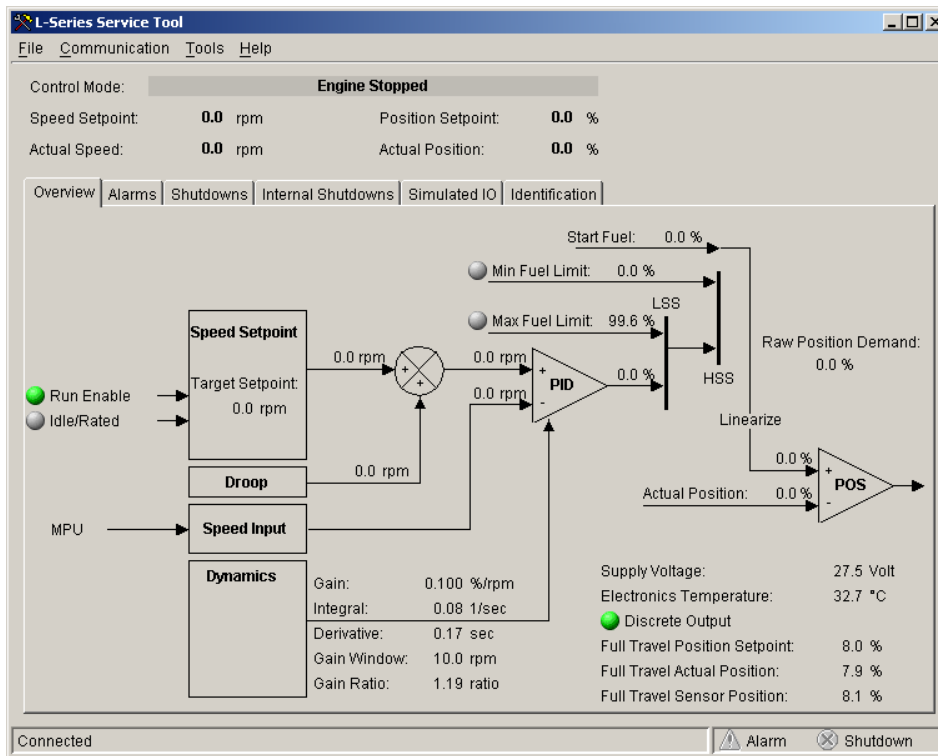 L-Series Service Tool
File Communication Tools Help
Control Mode: Engine Stopped
Speed Setpoint: 0.0 rpm Position Setpoint: 0.0 %
Actual Speed: 0.0 rpm Actual Position: 0.0 %
Overview Alarms Shutdowns Internal Shutdowns Simulated IO Identification
Start Fuel: 0.0 %
Min Fuel Limit: 0.0 %
LSS
Max Fuel Limit: 99.6 %
Speed Setpoint
Raw Position Demand:
0.0 %
0.0 rpm 0.0 rpm
HSS
Target Setpoint:
0.0 rpm
+ PID 0.0 %
Run Enable
0.0 rpm -
Idle/Rated
+ +
Linearize
Droop 0.0 rpm
0.0 % + POS
Actual Position: 0.0 % -
MPU Speed Input
Dynamics
Gain: 0.100 %/rpm
Integral: 0.08 1/sec
Derivative: 0.17 sec
Gain Window: 10.0 rpm
Gain Ratio: 1.19 ratio
Supply Voltage: 27.5 Volt
Electronics Temperature: 32.7 °C
Discrete Output
Full Travel Position Setpoint: 8.0 %
Full Travel Actual Position: 7.9 %
Full Travel Sensor Position: 8.1 %
Connected Alarm Shutdown